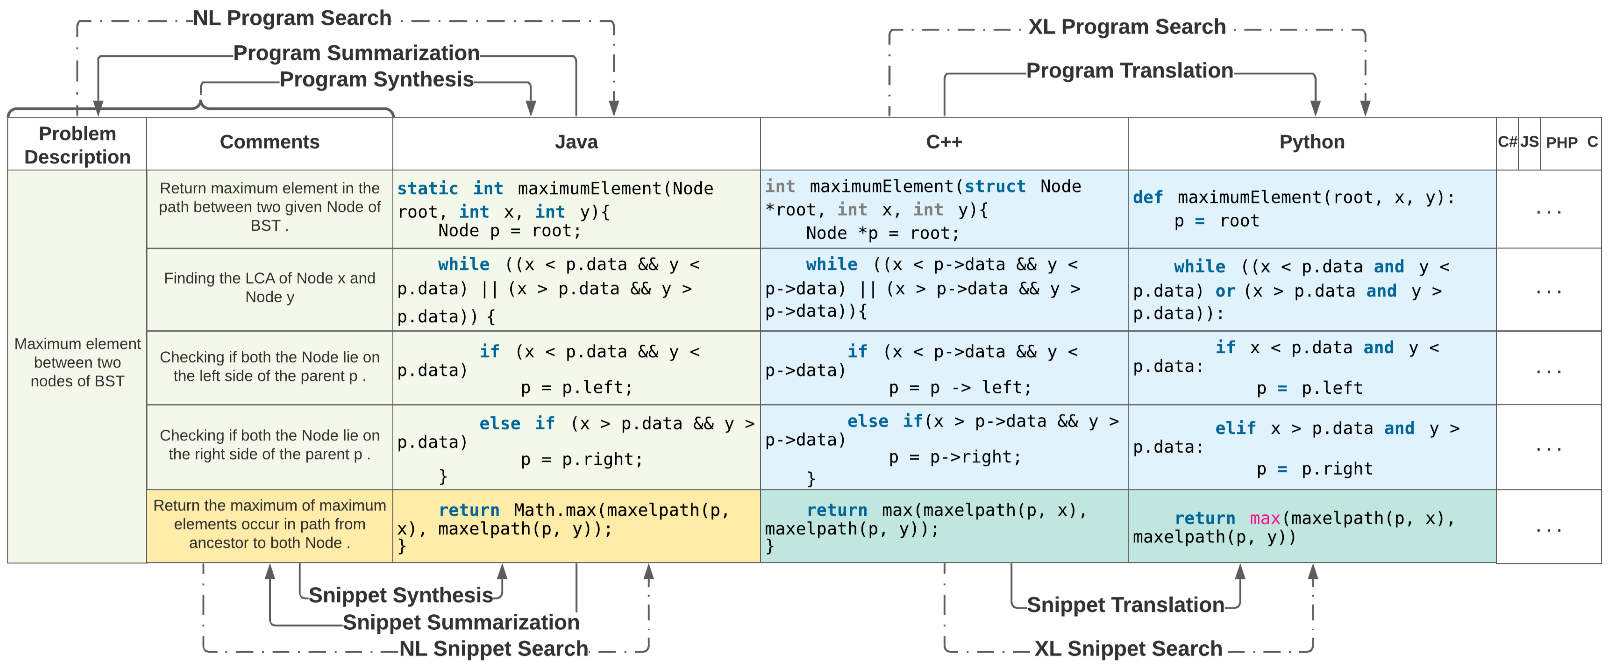 NL Program Search
XL Program Search
Program Summarization
Program Translation
Program Synthesis
Problem
Description
Comments
Java
C++
Python
C#
JS
PHP
C
Maximum element
between two
nodes of BST
Return maximum element in the
path between two given Node of
BST .
static int maximumElement(Node
root, int x, int y){
Node p = root;
int maximumElement(struct Node
*root, int x, int y){
Node *p = root;
def maximumElement(root, x, y):
p = root
...
Finding the LCA of Node x and
Node y
while ((x < p.data && y <
p.data) || (x > p.data && y >
p.data)) {
while ((x < p->data && y <
p->data) || (x > p->data && y >
p->data)){
while ((x < p.data and y <
p.data) or (x > p.data and y >
p.data)):
...
Checking if both the Node lie on
the left side of the parent p .
if (x < p.data && y <
p.data)
p = p.left;
if (x < p->data && y <
p->data)
p = p -> left;
if x < p.data and y <
p.data:
p = p.left
...
Checking if both the Node lie on
the right side of the parent p .
else if (x > p.data && y >
p.data)
p = p.right;
}
else if(x > p->data && y >
p->data)
p = p->right;
}
elif x > p.data and y >
p.data:
p = p.right
...
Return the maximum of maximum
elements occur in path from
ancestor to both Node .
return Math.max(maxelpath(p,
x), maxelpath(p, y));
}
return max(maxelpath(p, x),
maxelpath(p, y));
}
return max(maxelpath(p, x),
maxelpath(p, y))
...
Snippet Synthesis
Snippet Translation
Snippet Summarization
NL Snippet Search
XL Snippet Search